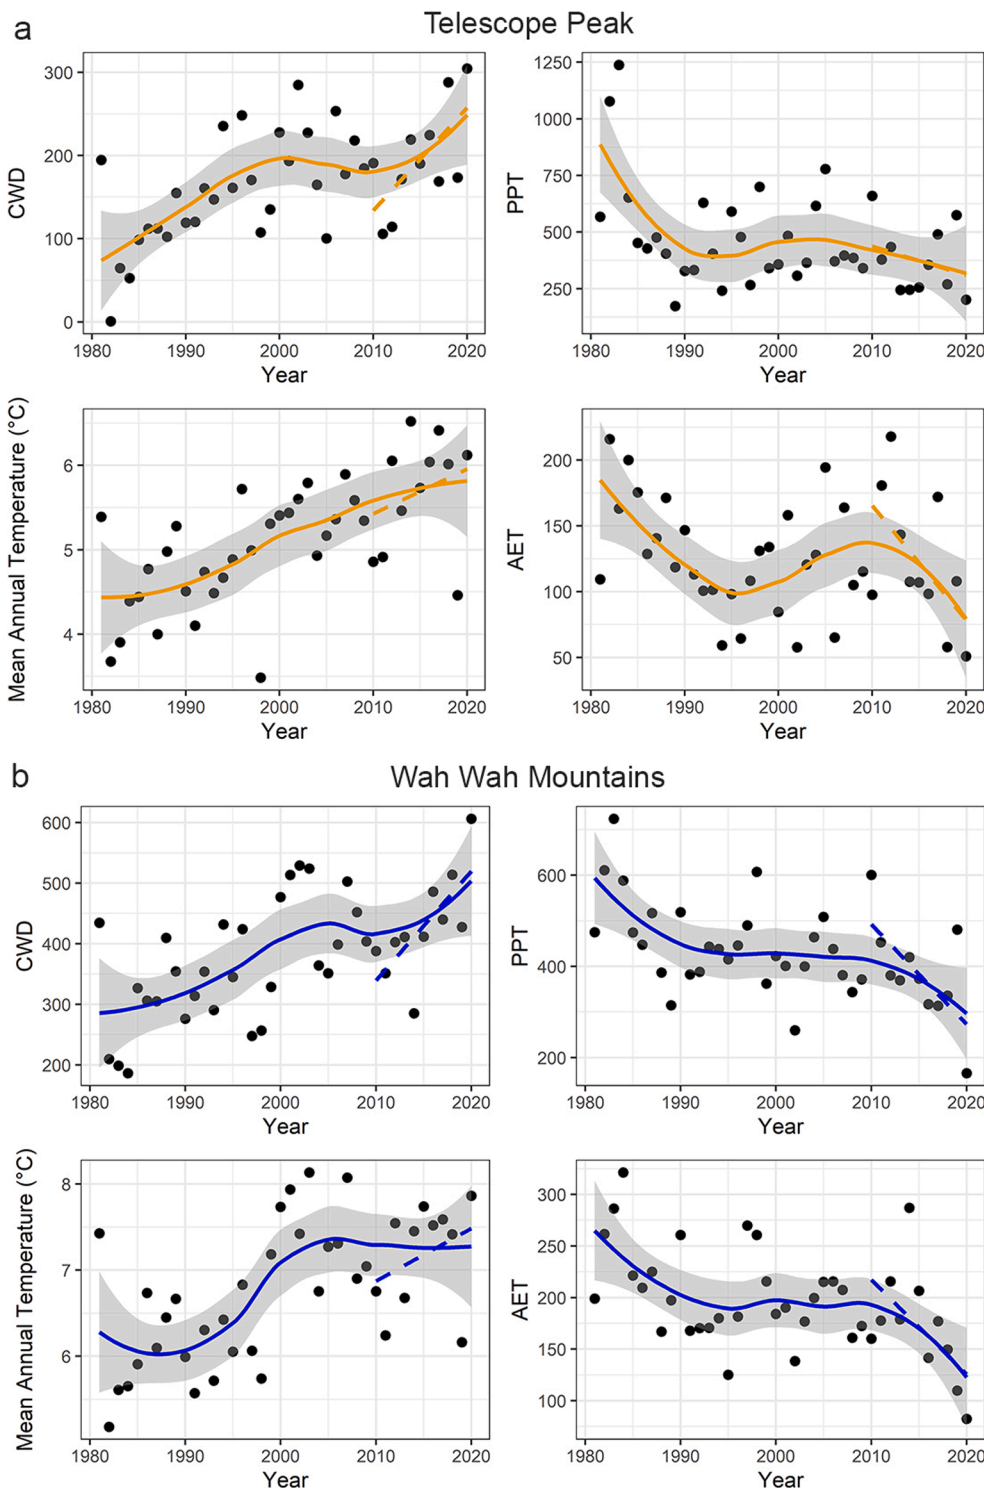 a
Telescope Peak
CWD
300
200
100
0
1980 1990 2000 2010 2020
Year
PPT
1250
1000
750
500
250
1980 1990 2000 2010 2020
Year
Mean Annual Temperature (°C)
6
5
4
1980 1990 2000 2010 2020
Year
AET
200
150
100
50
1980 1990 2000 2010 2020
Year
b
Wah Wah Mountains
CWD
600
500
400
300
200
1980 1990 2000 2010 2020
Year
PPT
600
400
200
1980 1990 2000 2010 2020
Year
Mean Annual Temperature (°C)
8
7
6
1980 1990 2000 2010 2020
Year
AET
300
250
200
150
100
1980 1990 2000 2010 2020
Year